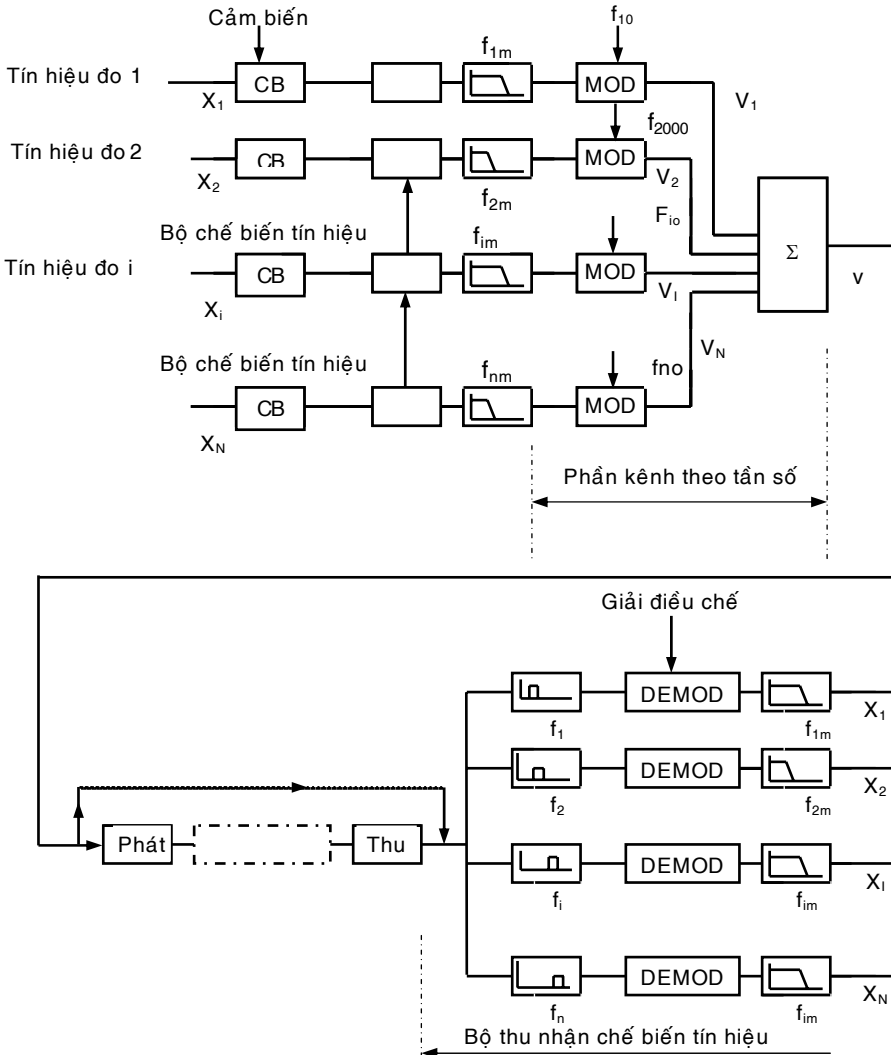 Cảm biến
f10
Tín hiệu đo 1
X1
CB
f1m
MOD
V1
f2000
Tín hiệu đo 2
X2
CB
f2m
MOD
V2
Fio
Bộ chế biến tín hiệu
fim
Tín hiệu đo i
Xi
CB
MOD
VI
Σ
v
Bộ chế biến tín hiệu
fnm
fno
VN
XN
CB
MOD
Phần kênh theo tần số
Giải điều chế
f1
DEMOD
f1m
X1
f2
DEMOD
f2m
X2
Phát
Thu
fi
DEMOD
fim
XI
fn
DEMOD
fim
XN
Bộ thu nhận chế biến tín hiệu